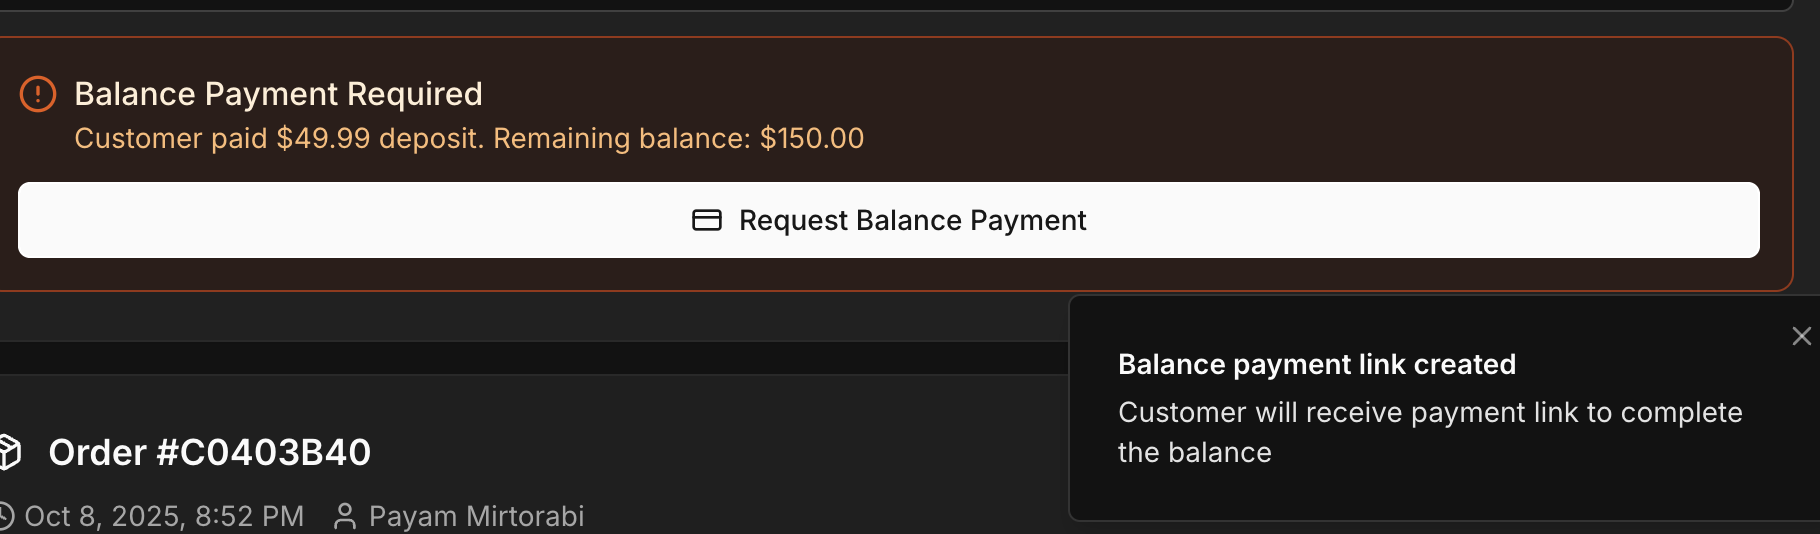 Balance Payment Required
Customer paid $49.99 deposit. Remaining balance: $150.00
Request Balance Payment
Balance payment link created
Customer will receive payment link to complete
the balance
Order #C0403B40
Oct 8, 2025, 8:52 PM Payam Mirtorabi